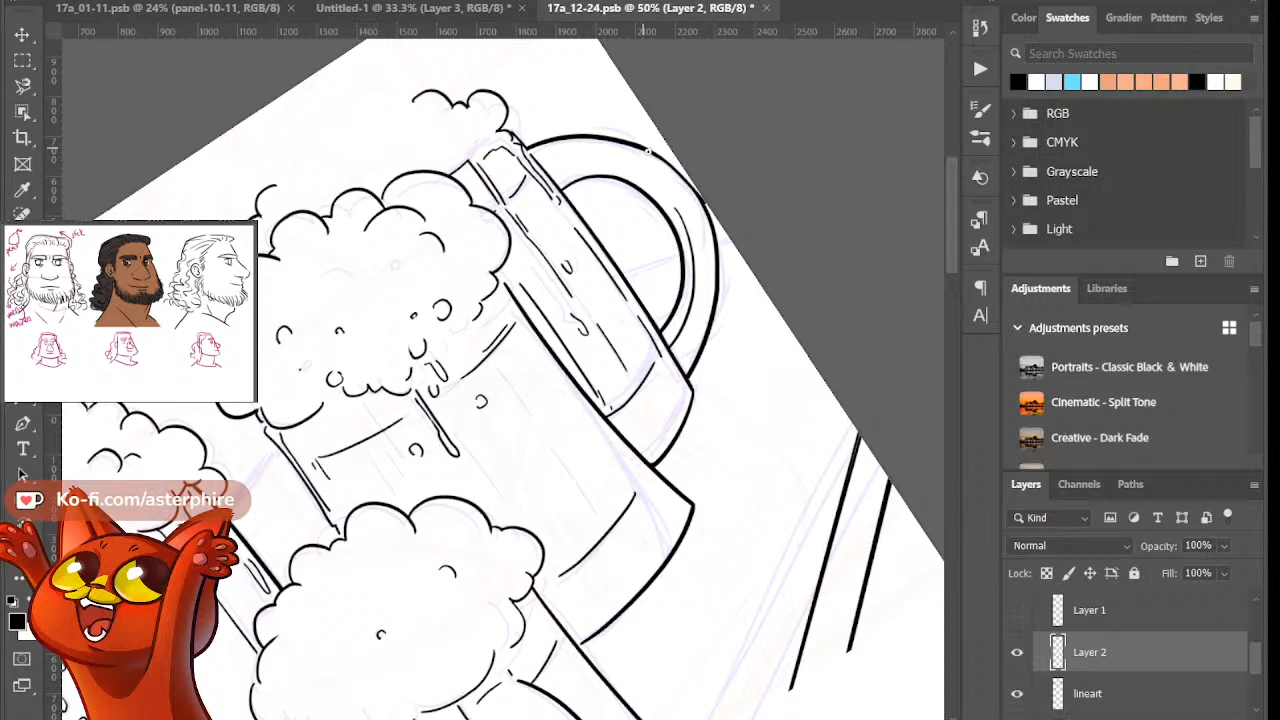 17a_01-11.psb @ 24% (panel-10-11, RGB/8)
Untitled-1 @ 33.3% (Layer 3, RGB/8) *
17a_12-24.psb @ 50% (Layer 2, RGB/8) *
700 800 900 1000 1100 1200 1300 1400 1500 1600 1700 1800 1900 2000 2100 2200 2300 2400 2500 2600 2700 2800
Color Swatches Gradien Pattern: Styles
Search Swatches
RGB
CMYK
Grayscale
Pastel
Light
Adjustments Libraries
Adjustments presets
Portraits - Classic Black & White
Cinematic - Split Tone
Creative - Dark Fade
Ko-fi.com/asterphire
Layers Channels Paths
Kind
Normal Opacity: 100%
Lock: Fill: 100%
Layer 1
Layer 2
lineart